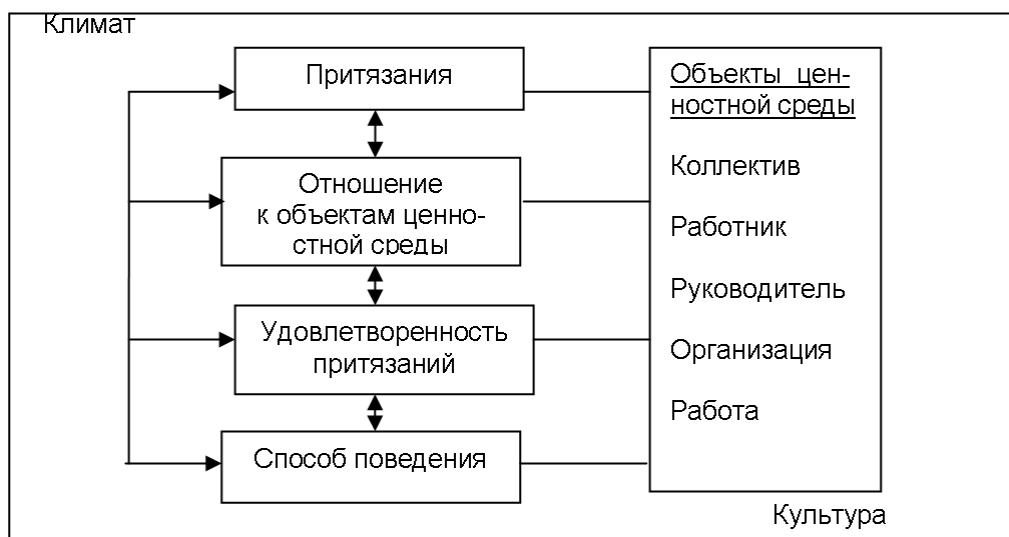 Климат
Притязания
Отношение
к объектам ценно-
стной среды
Удовлетворенность
притязаний
Способ поведения
Объекты цен-
ностной среды
Коллектив
Работник
Руководитель
Организация
Работа
Культура